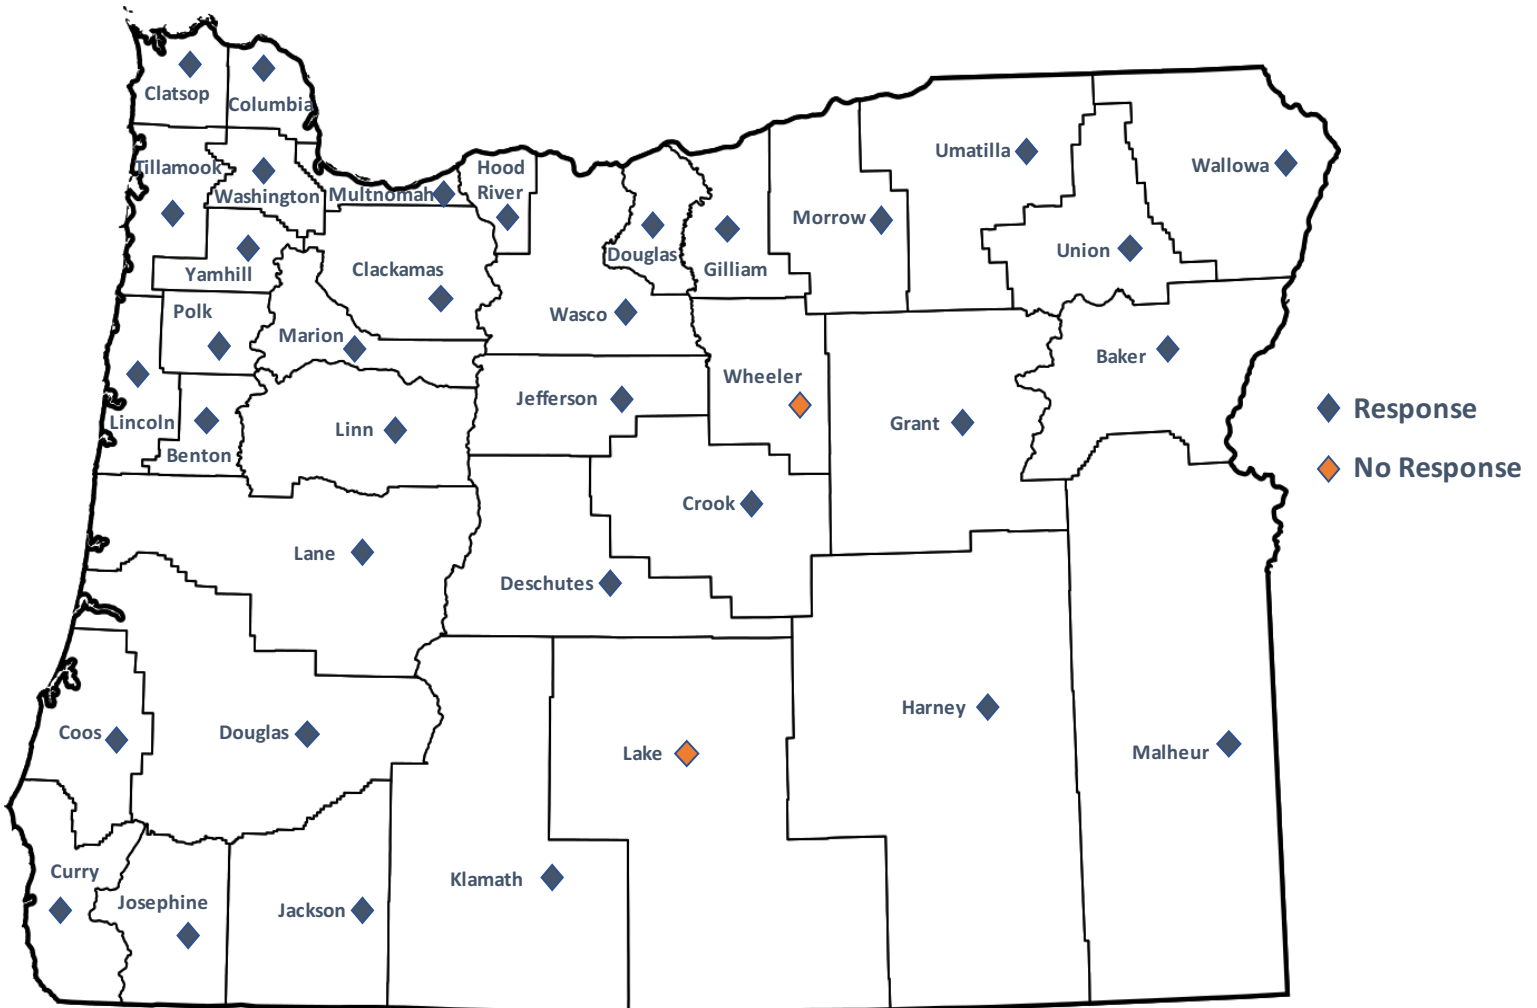 Clatsop
Columbia
Tillamook
Washington
Multnomah
Hood
River
Yamhill
Clackamas
Douglas
Gilliam
Morrow
Umatilla
Union
Wallowa
Polk
Marion
Wasco
Wheeler
Baker
Lincoln
Benton
Linn
Jefferson
Grant
Response
No Response
Crook
Lane
Deschutes
Coos
Douglas
Lake
Harney
Malheur
Curry
Josephine
Jackson
Klamath